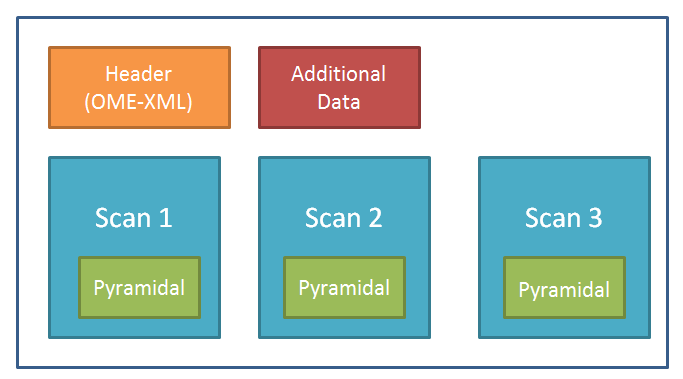 Header
(OME-XML)
Additional
Data
Scan 1
Scan 2
Scan 3
Pyramidal
Pyramidal
Pyramidal